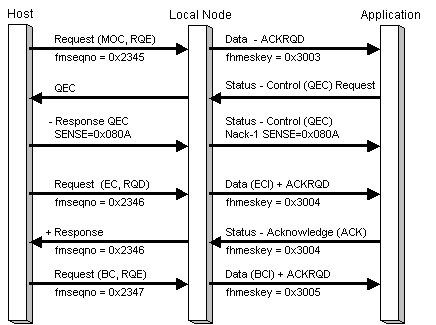 Host Local Node Application
Request (MOC, RQE) Data - ACKRQD
fmseqno = 0x2345 fhmeskey = 0x3003
QEC Status - Control (QEC) Request
- Response QEC Status - Control (QEC)
SENSE=0x080A Nack-1 SENSE=0x080A
Request (EC, RQD) Data (ECI) + ACKRQD
fmseqno = 0x2346 fhmeskey = 0x3004
+ Response Status - Acknowledge (ACK)
fmseqno = 0x2346 fhmeskey = 0x3004
Request (BC, RQE) Data (BCI) + ACKRQD
fmseqno = 0x2347 fhmeskey = 0x3005